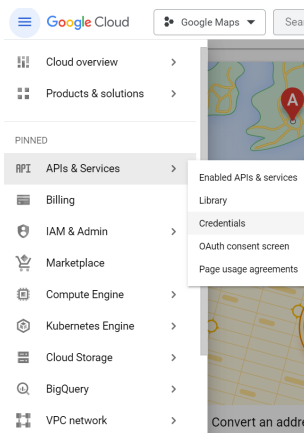 Google Cloud
Google Maps
Sea
Cloud overview
Products & solutions
PINNED
API APIs & Services
Enabled APIs & services
Library
Credentials
OAuth consent screen
Page usage agreements
Billing
IAM & Admin
Marketplace
Compute Engine
Kubernetes Engine
Cloud Storage
BigQuery
VPC network
A
Convert an addre